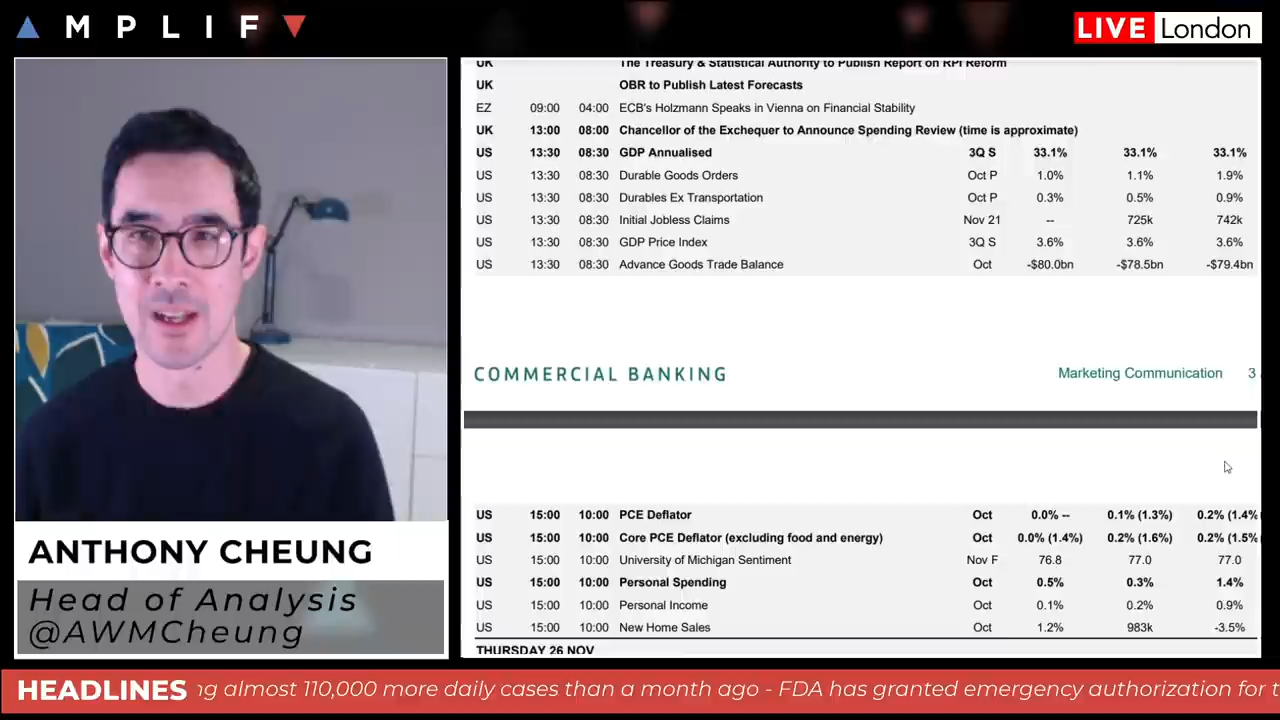 AMPLIFY
LIVE London
UK The Treasury & Statistical Authority to Publish Report on RPI Reform
UK OBR to Publish Latest Forecasts
EZ 09:00 04:00 ECB's Holzmann Speaks in Vienna on Financial Stability
UK 13:00 08:00 Chancellor of the Exchequer to Announce Spending Review (time is approximate)
US 13:30 08:30 GDP Annualised 3Q S 33.1% 33.1% 33.1%
US 13:30 08:30 Durable Goods Orders Oct P 1.0% 1.1% 1.9%
US 13:30 08:30 Durables Ex Transportation Oct P 0.3% 0.5% 0.9%
US 13:30 08:30 Initial Jobless Claims Nov 21 -- 725k 742k
US 13:30 08:30 GDP Price Index 3Q S 3.6% 3.6% 3.6%
US 13:30 08:30 Advance Goods Trade Balance Oct -$80.0bn -$78.5bn -$79.4bn
COMMERCIAL BANKING Marketing Communication 3
US 15:00 10:00 PCE Deflator Oct 0.0% -- 0.1% (1.3%) 0.2% (1.4%
US 15:00 10:00 Core PCE Deflator (excluding food and energy) Oct 0.0% (1.4%) 0.2% (1.6%) 0.2% (1.5%
US 15:00 10:00 University of Michigan Sentiment Nov F 76.8 77.0 77.0
US 15:00 10:00 Personal Spending Oct 0.5% 0.3% 1.4%
US 15:00 10:00 Personal Income Oct 0.1% 0.2% 0.9%
US 15:00 10:00 New Home Sales Oct 1.2% 983k -3.5%
THURSDAY 26 NOV
ANTHONY CHEUNG
Head of Analysis
@AWMCheung
HEADLINES ng almost 110,000 more daily cases than a month ago - FDA has granted emergency authorization for t